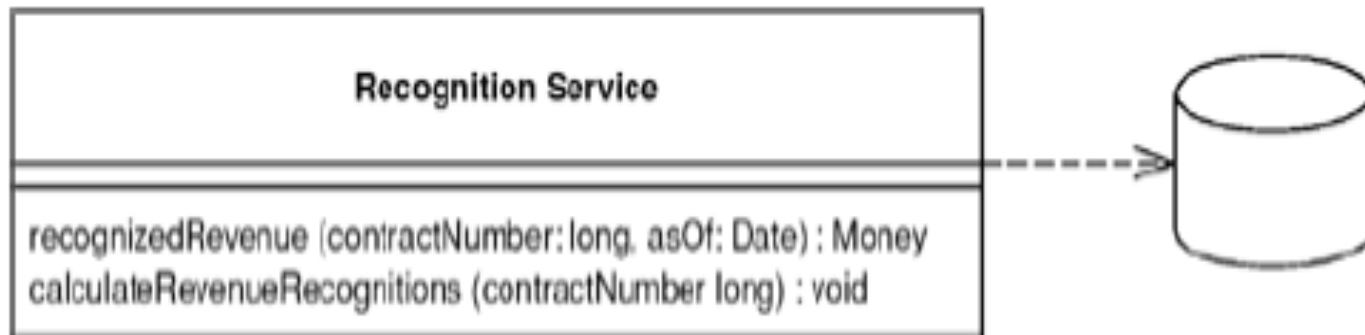 Recognition Service
recognizedRevenue (contractNumber: long, asOf: Date) : Money
calculateRevenueRecognitions (contractNumber long) : void